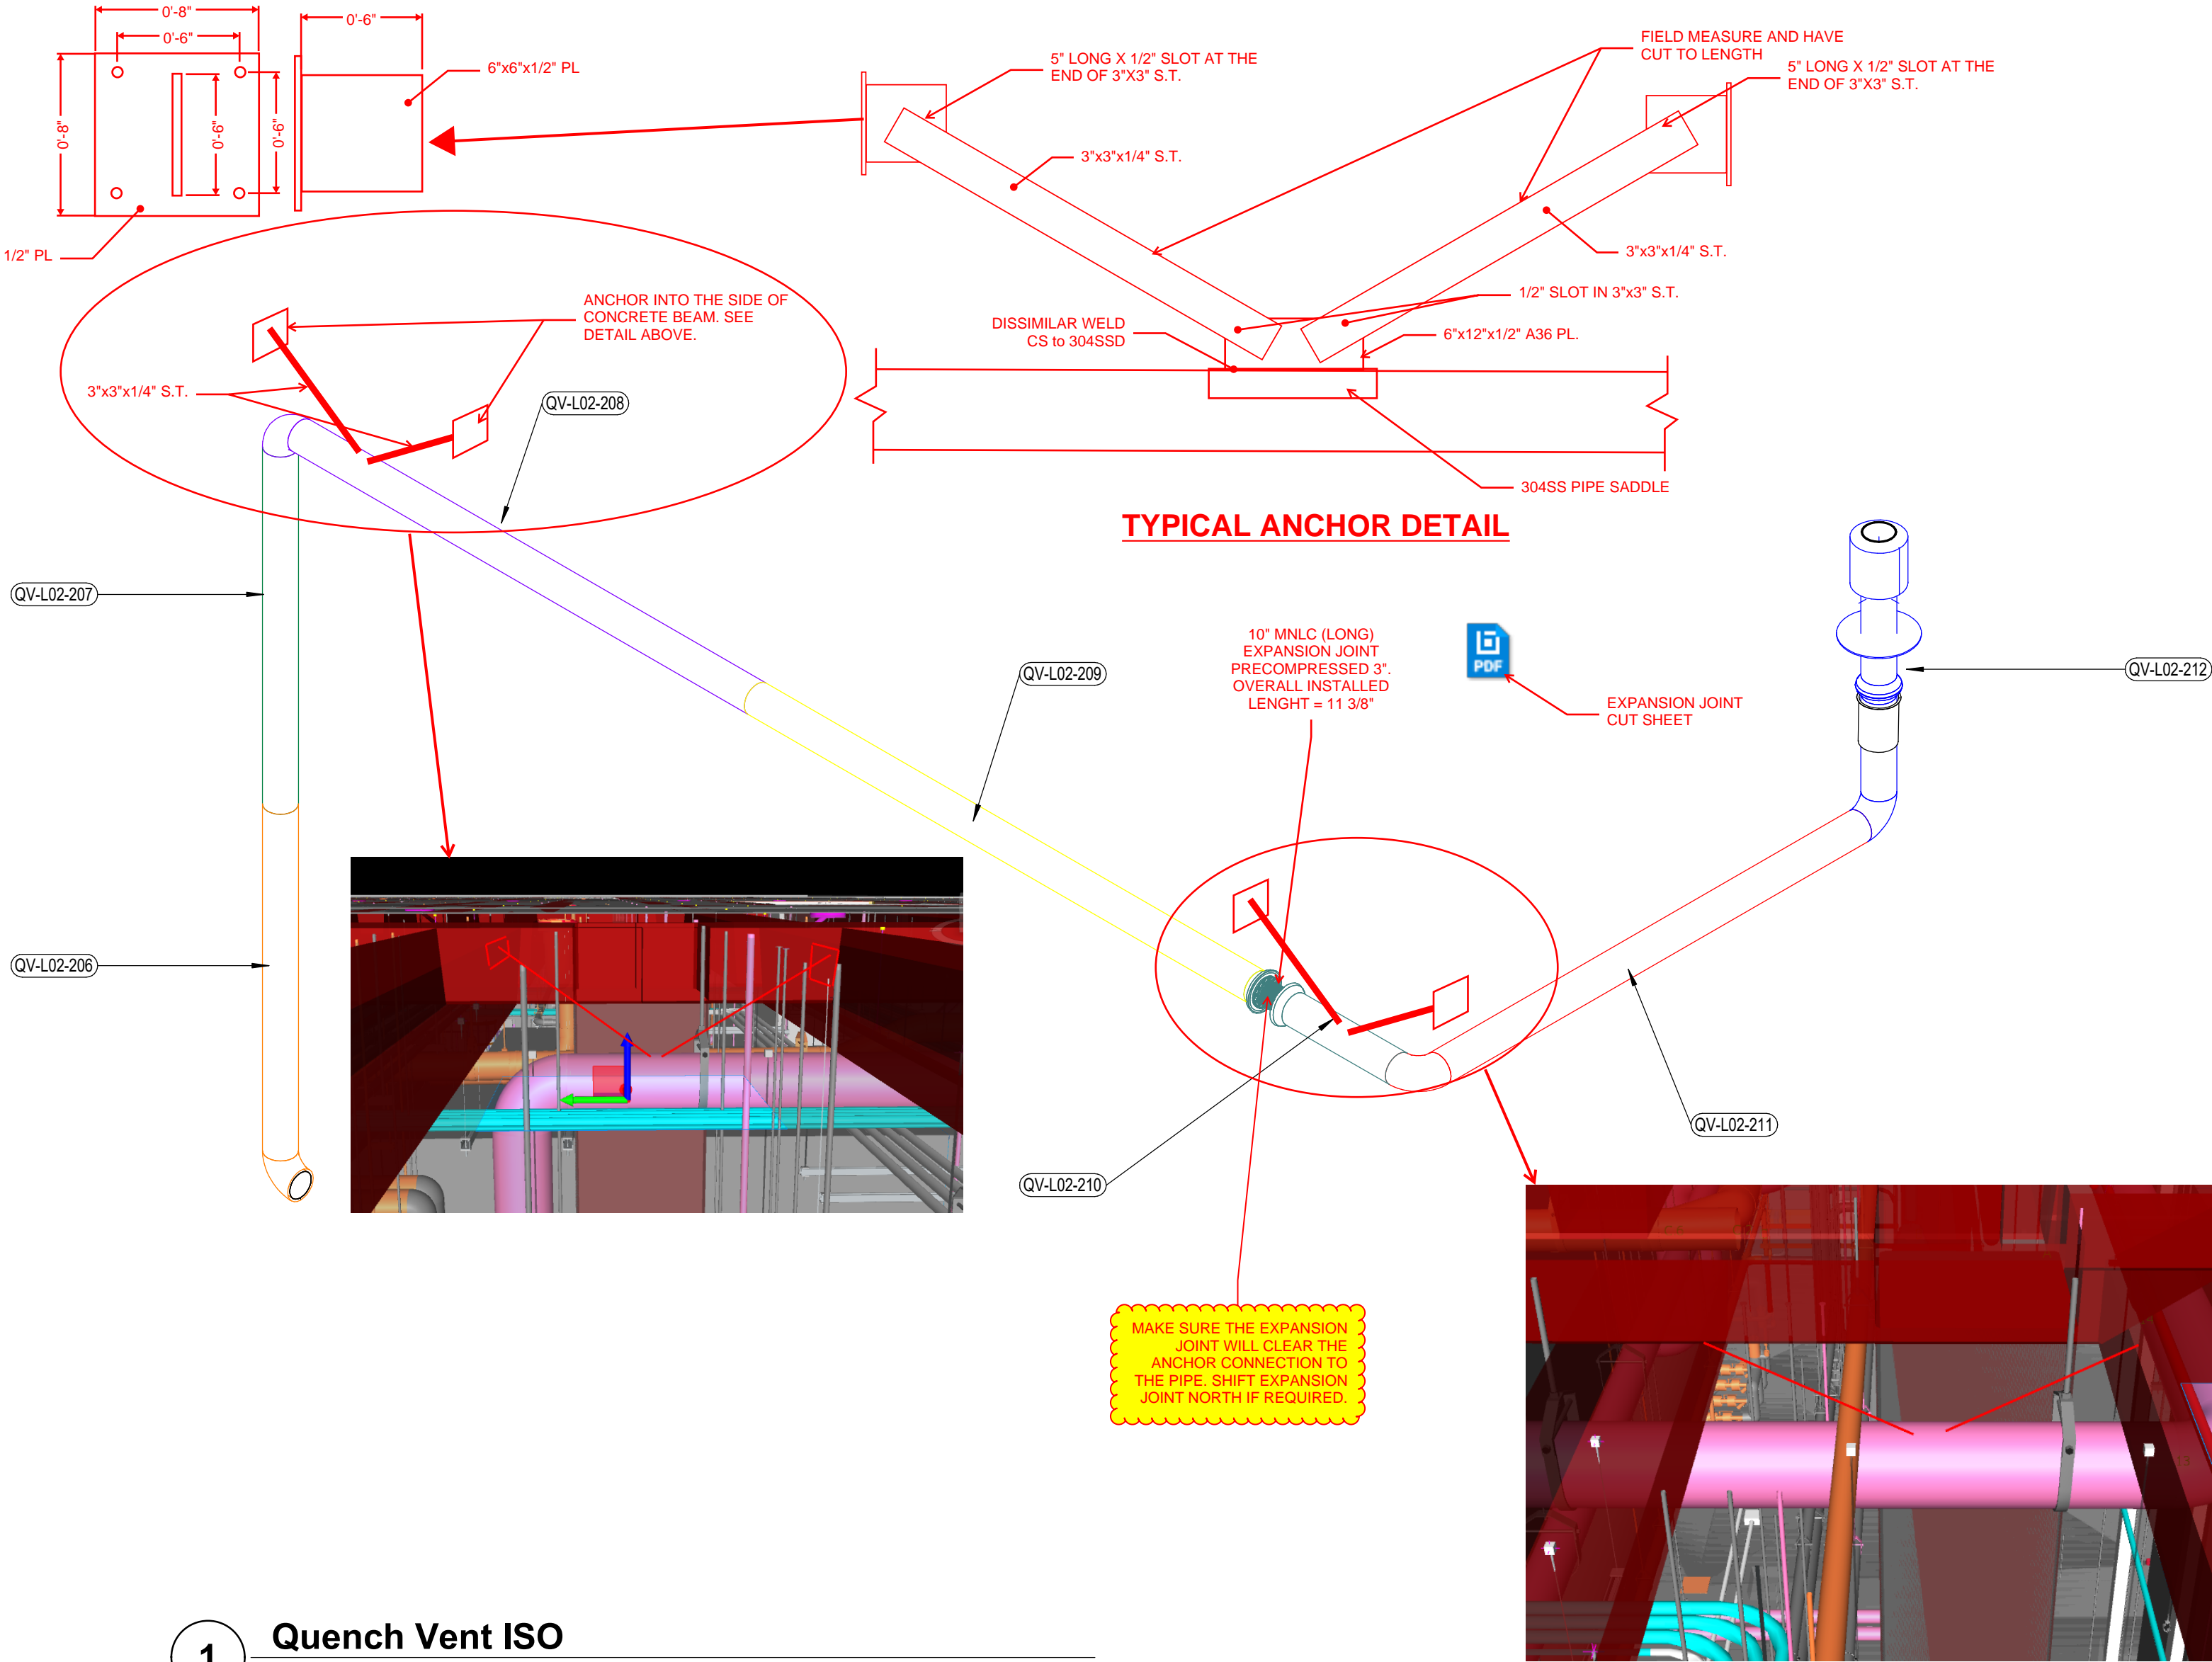 0'-8"
0'-6"
0'-8"
0'-6"
0'-6"
0'-6"
6"x6"x1/2" PL
1/2" PL
5" LONG X 1/2" SLOT AT THE
END OF 3"X3" S.T.
FIELD MEASURE AND HAVE
CUT TO LENGTH
5" LONG X 1/2" SLOT AT THE
END OF 3"X3" S.T.
3"x3"x1/4" S.T.
3"x3"x1/4" S.T.
1/2" SLOT IN 3"x3" S.T.
DISSIMILAR WELD
CS to 304SSD
6"x12"x1/2" A36 PL.
304SS PIPE SADDLE
TYPICAL ANCHOR DETAIL
ANCHOR INTO THE SIDE OF
CONCRETE BEAM. SEE
DETAIL ABOVE.
3"x3"x1/4" S.T.
QV-L02-208
QV-L02-207
QV-L02-209
10" MNLC (LONG)
EXPANSION JOINT
PRECOMPRESSED 3".
OVERALL INSTALLED
LENGHT = 11 3/8"
PDF
EXPANSION JOINT
CUT SHEET
QV-L02-212
QV-L02-206
QV-L02-211
QV-L02-210
MAKE SURE THE EXPANSION
JOINT WILL CLEAR THE
ANCHOR CONNECTION TO
THE PIPE. SHIFT EXPANSION
JOINT NORTH IF REQUIRED.
1
Quench Vent ISO